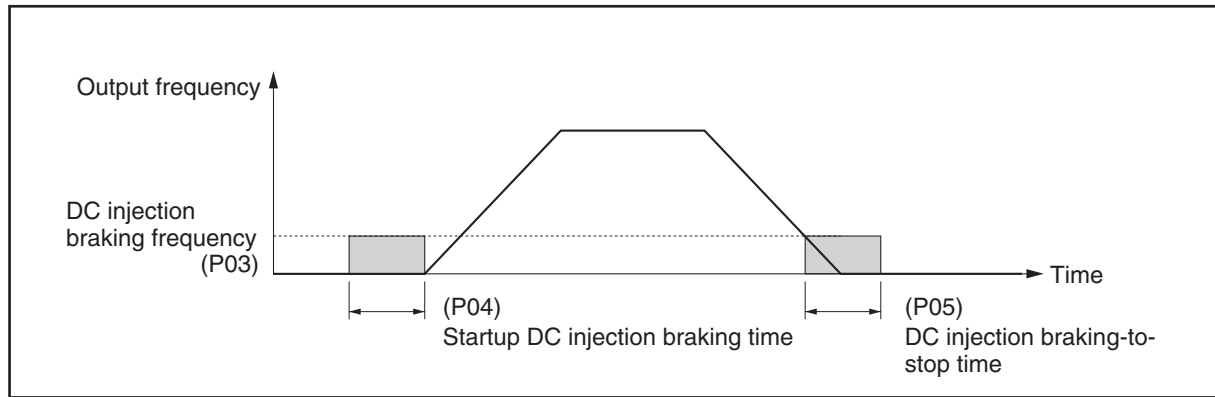 Output frequency
DC injection
braking frequency
(P03)
Time
(P04)
Startup DC injection braking time
(P05)
DC injection braking-to-
stop time